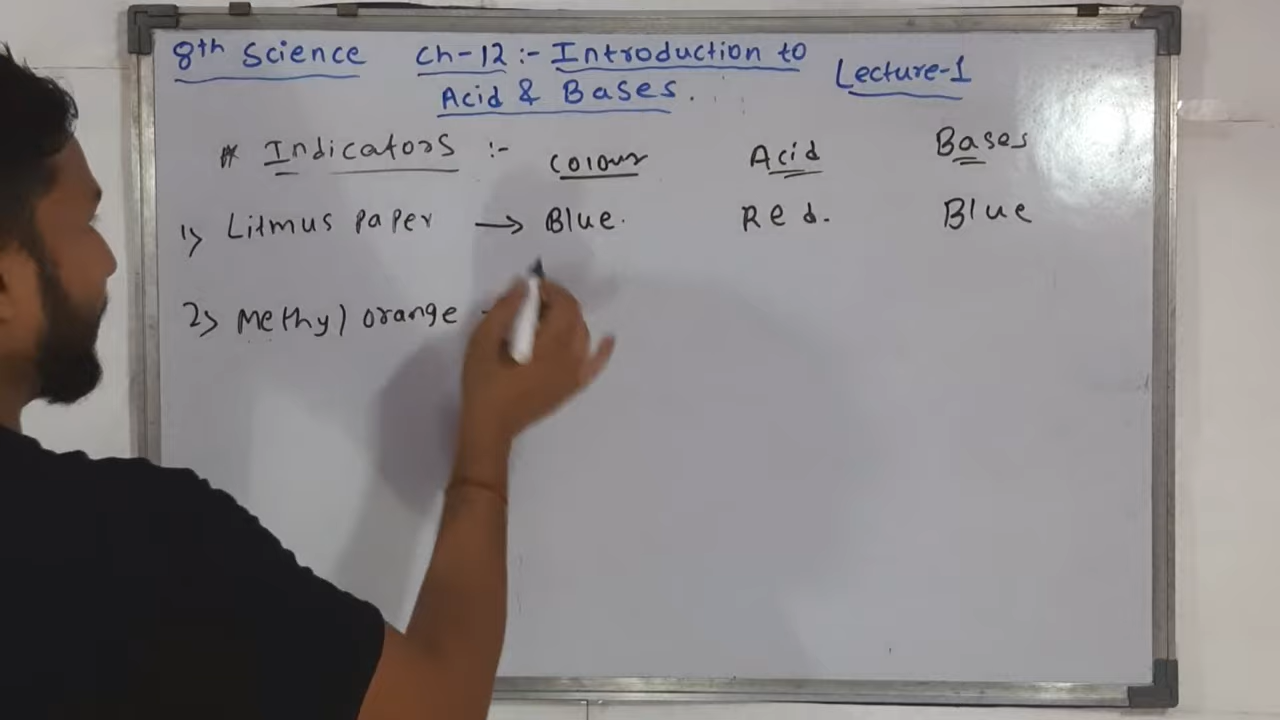 8th Science Ch-12 :- Introduction to Lecture-1
Acid & Bases.
* Indicators :- Colour Acid Bases
1) Litmus paper → Blue. Red. Blue
2) Methyl orange -